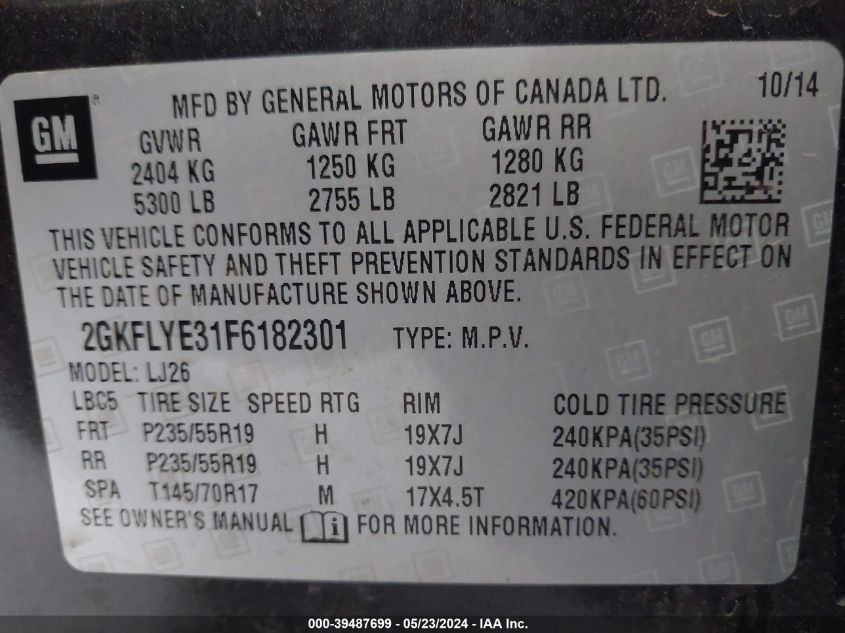 GM ® MFD BY GENERAL MOTORS OF CANADA LTD. 10/14
GVWR GAWR FRT GAWR RR
2404 KG 1250 KG 1280 KG
5300 LB 2755 LB 2821 LB
THIS VEHICLE CONFORMS TO ALL APPLICABLE U.S. FEDERAL MOTOR
VEHICLE SAFETY AND THEFT PREVENTION STANDARDS IN EFFECT ON
THE DATE OF MANUFACTURE SHOWN ABOVE.
2GKFLYE31F6182301 TYPE: M.P.V.
MODEL: LJ26
LBC5 TIRE SIZE SPEED RTG RIM COLD TIRE PRESSURE
FRT P235/55R19 H 19X7J 240KPA(35PSI)
RR P235/55R19 H 19X7J 240KPA(35PSI)
SPA T145/70R17 M 17X4.5T 420KPA(60PSI)
SEE OWNER'S MANUAL i FOR MORE INFORMATION.
000-39487699 - 05/23/2024 - IAA Inc.